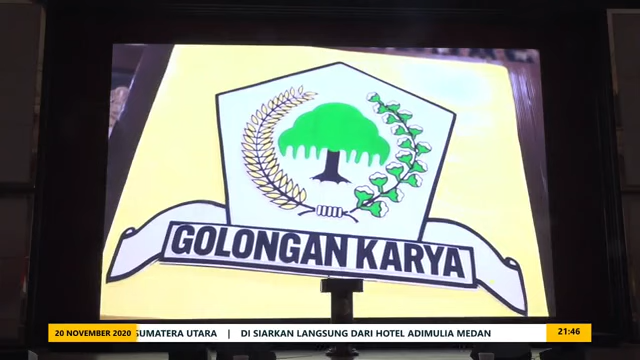 GOLONGAN KARYA
20 NOVEMBER 2020 SUMATERA UTARA | DI SIARKAN LANGSUNG DARI HOTEL ADIMULIA MEDAN 21:46